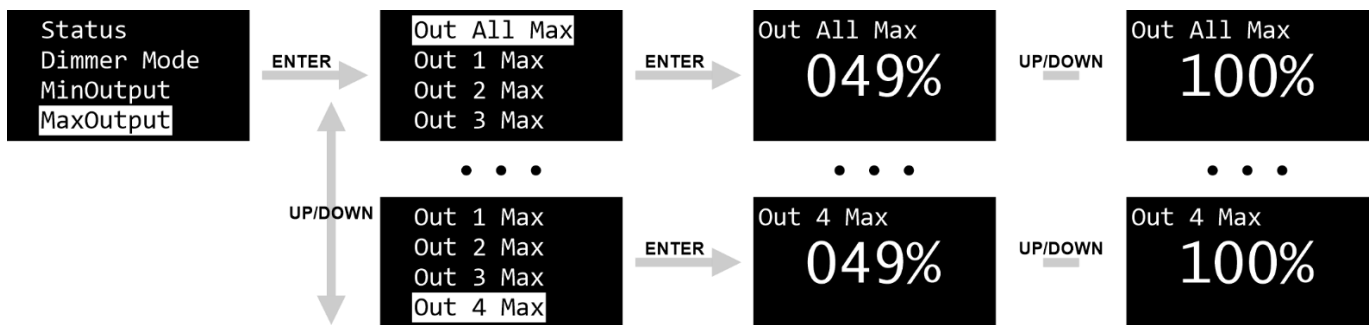 Status
Dimmer Mode
MinOutput
MaxOutput
ENTER
Out All Max
Out 1 Max
Out 2 Max
Out 3 Max
ENTER
Out All Max
049%
UP/DOWN
Out All Max
100%
UP/DOWN
Out 1 Max
Out 2 Max
Out 3 Max
Out 4 Max
ENTER
Out 4 Max
049%
UP/DOWN
Out 4 Max
100%